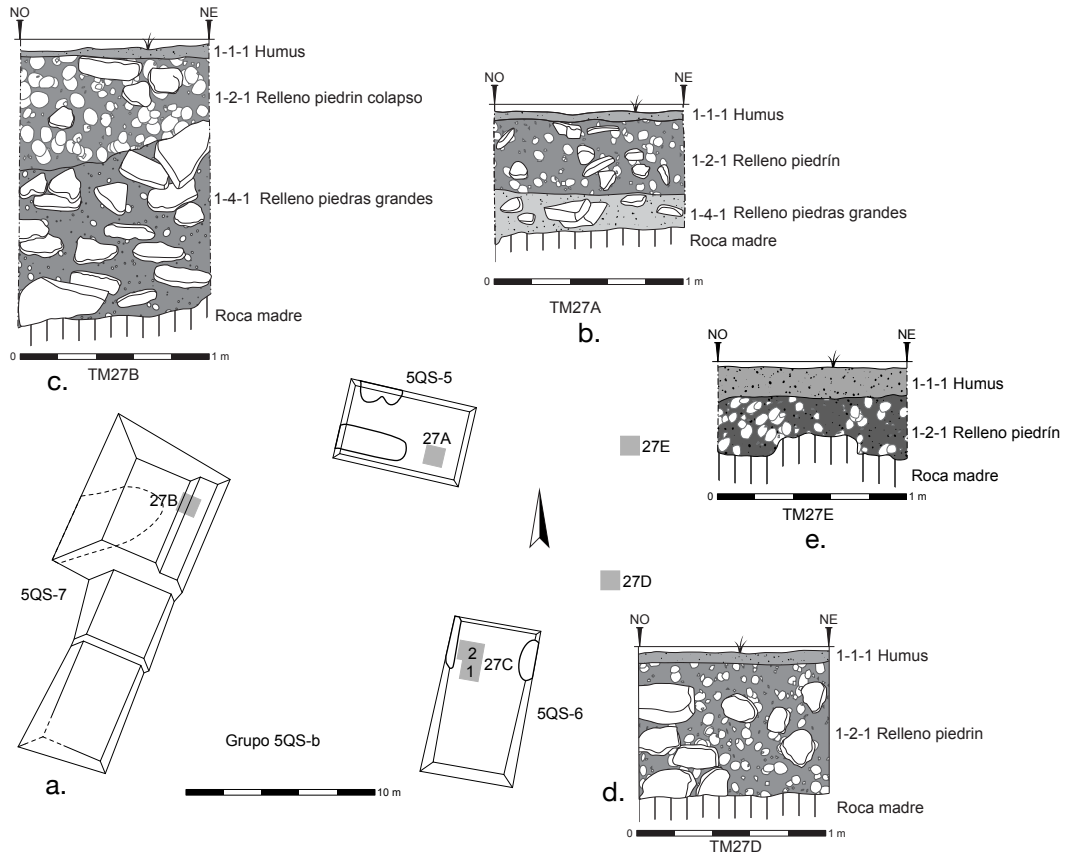 NO NE
1-1-1 Humus
1-2-1 Relleno piedrin colapso
1-4-1 Relleno piedras grandes
Roca madre
0 1 m
TM27B
c.
NO NE
1-1-1 Humus
1-2-1 Relleno piedrín
1-4-1 Relleno piedras grandes
Roca madre
0 1 m
TM27A
b.
NO NE
1-1-1 Humus
1-2-1 Relleno piedrín
Roca madre
0 1 m
TM27E
e.
5QS-5
27A
27E
27B
5QS-7
27D
2
1
27C
5QS-6
Grupo 5QS-b
a.
10 m
NO NE
1-1-1 Humus
1-2-1 Relleno piedrin
d.
Roca madre
0 1 m
TM27D